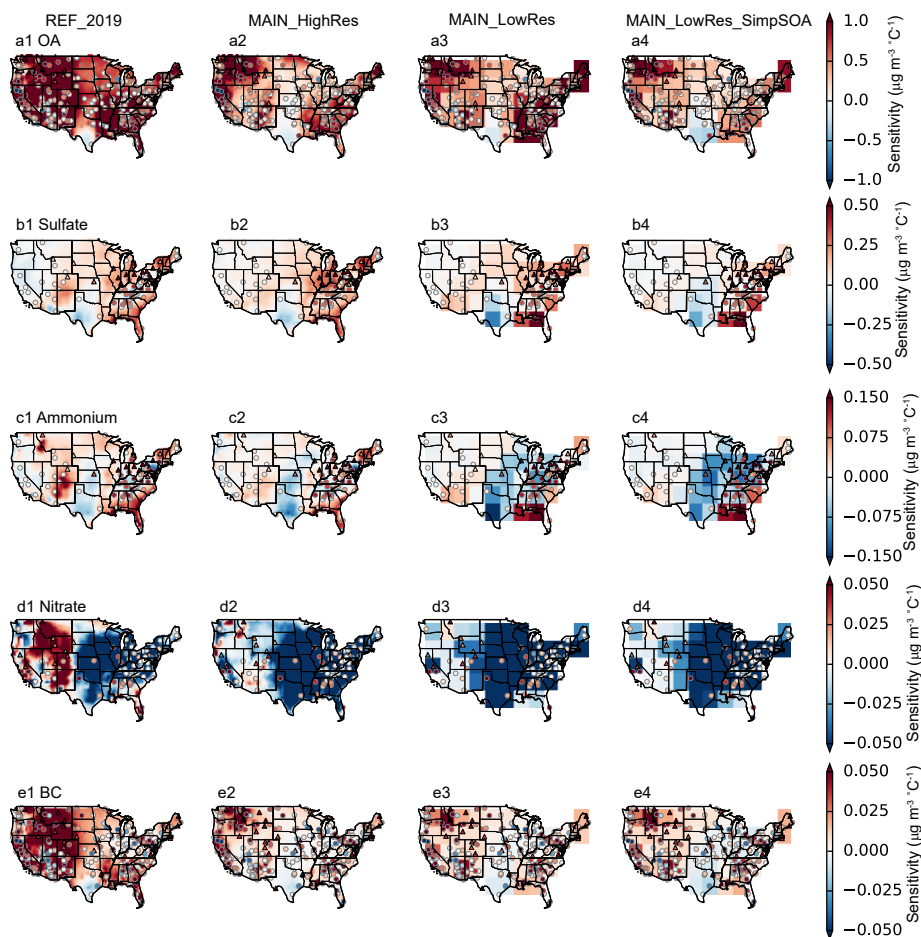 REF_2019 MAIN_HighRes MAIN_LowRes MAIN_LowRes_SimpSOA
a1 OA a2 a3 a4
1.0
0.5
0.0
−0.5
−1.0
Sensitivity (µg m⁻³ °C⁻¹)
b1 Sulfate b2 b3 b4
0.50
0.25
0.00
−0.25
−0.50
Sensitivity (µg m⁻³ °C⁻¹)
c1 Ammonium c2 c3 c4
0.150
0.075
0.000
−0.075
−0.150
Sensitivity (µg m⁻³ °C⁻¹)
d1 Nitrate d2 d3 d4
0.050
0.025
0.000
−0.025
−0.050
Sensitivity (µg m⁻³ °C⁻¹)
e1 BC e2 e3 e4
0.050
0.025
0.000
−0.025
−0.050
Sensitivity (µg m⁻³ °C⁻¹)